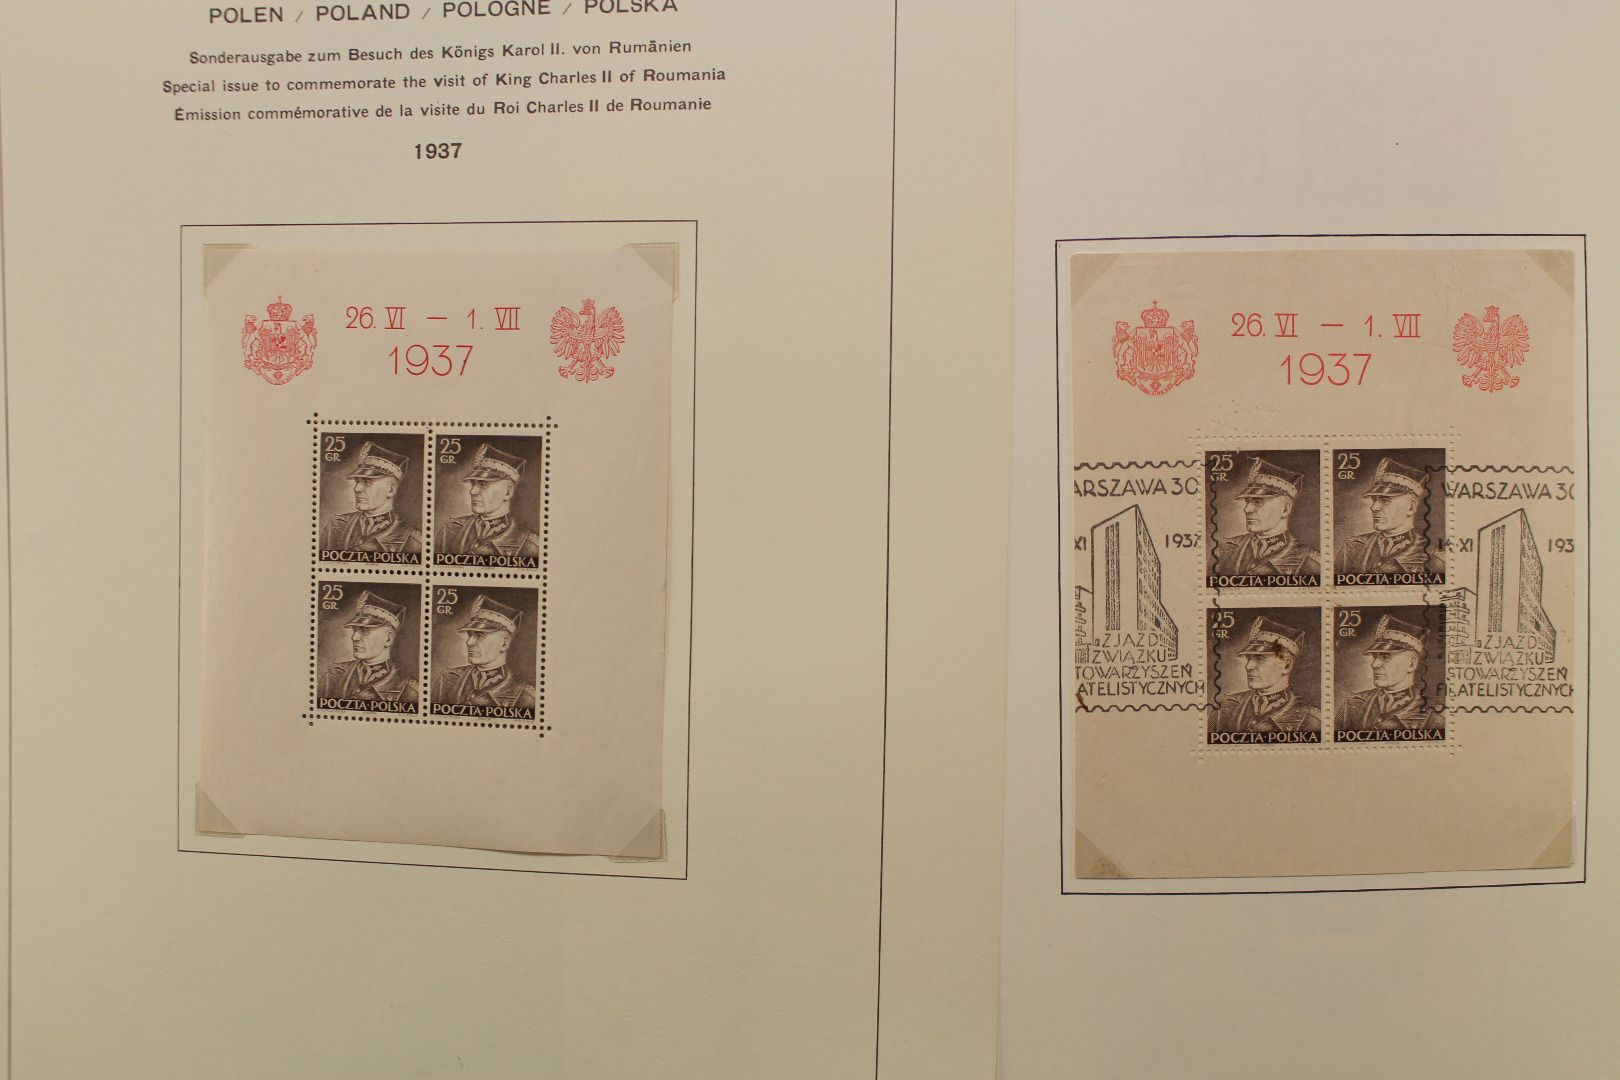 POLEN / POLAND / POLOGNE / POLSKA
Sonderausgabe zum Besuch des Königs Karol II. von Rumänien
Special issue to commemorate the visit of King Charles II of Roumania
Émission commémorative de la visite du Roi Charles II de Roumanie
1937
26. VI — 1. VII
1937
25 25
GR. GR.
POCZTA·POLSKA POCZTA·POLSKA
25 25
GR. GR.
POCZTA·POLSKA POCZTA·POLSKA
26. VI — 1. VII
1937
25 25
GR. GR.
POCZTA·POLSKA POCZTA·POLSKA
25 25
GR. GR.
POCZTA·POLSKA POCZTA·POLSKA
ARSZAWA 30
XI 1937
ZJAZD
ZWIĄZKU
STOWARZYSZEŃ
ATELISTYCZNYCH
WARSZAWA 30
XI 193
ZJAZD
ZWIĄZKU
STOWARZYSZEŃ
FILATELISTYCZNYCH